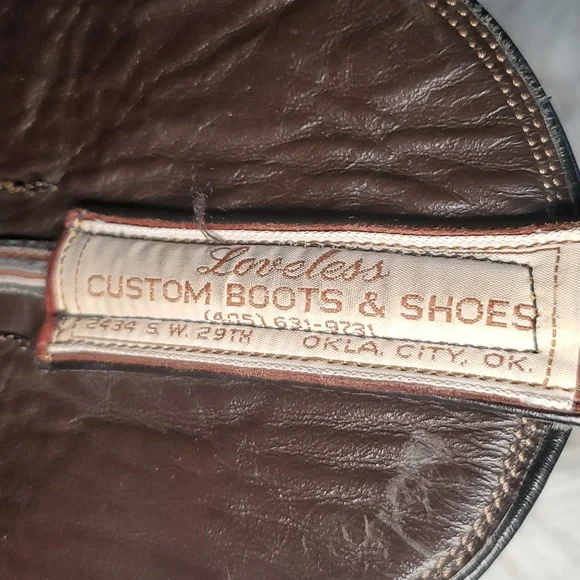 Loveless
CUSTOM BOOTS & SHOES
(405) 631-9731
2434 S.W. 29TH OKLA. CITY, OK.